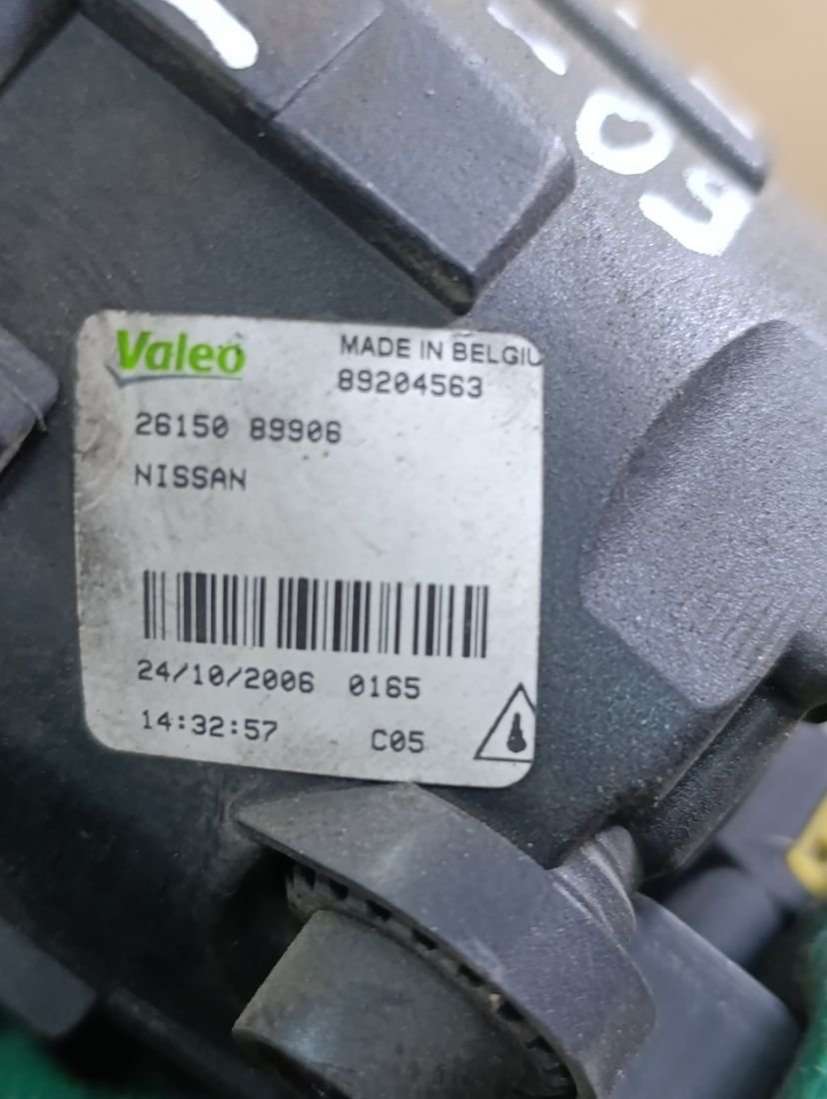 Valeo
MADE IN BELGIU
89204563
26150 89906
NISSAN
24/10/2006 0165
14:32:57
C05